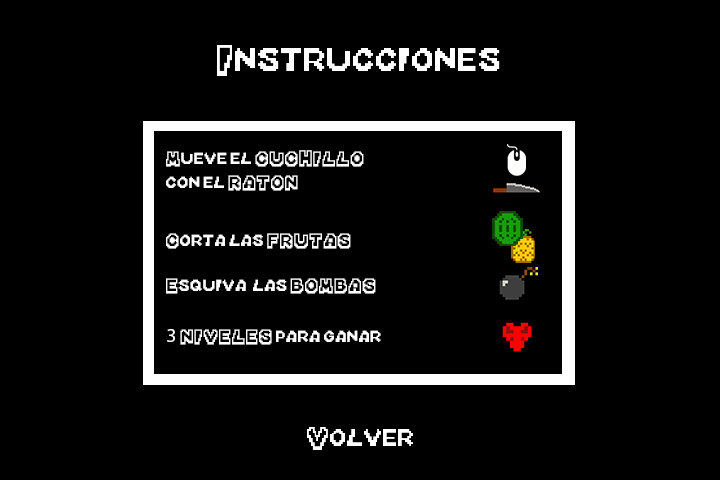 Instrucciones
Mueve el CUCHILLO
con el RATON
Corta las FRUTAS
Esquiva las BOMBAS
3 NIVELES para ganar
Volver